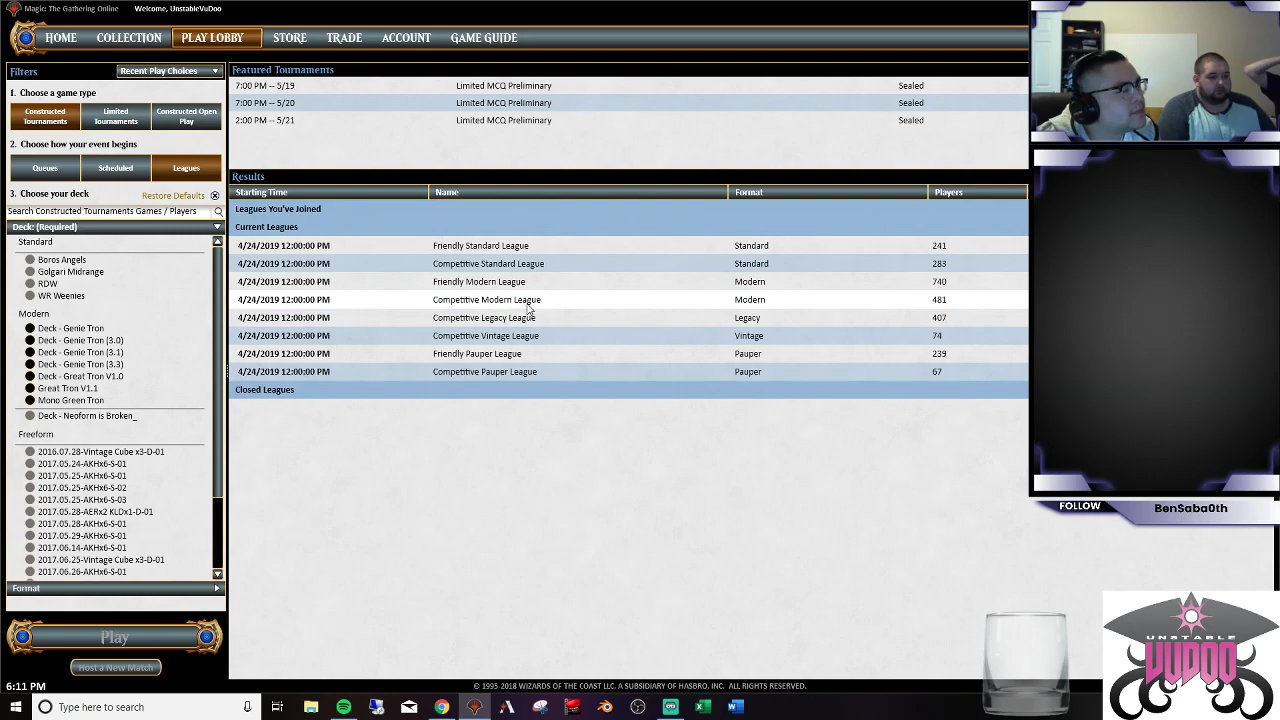 Magic: The Gathering Online
Welcome, UnstableVuDoo
HOME
COLLECTION
PLAY LOBBY
STORE
TRADE
ACCOUNT
GAME GUIDE
Filters
Recent Play Choices
1. Choose a game type
Constructed
Tournaments
Limited
Tournaments
Constructed Open
Play
2. Choose how your event begins
Queues
Scheduled
Leagues
3. Choose your deck
Restore Defaults
Search Constructed Tournaments Games / Players
Deck: (Required)
Standard
Boros Angels
Golgari Midrange
RDW
WR Weenies
Modern
Deck - Genie Tron
Deck - Genie Tron (3.0)
Deck - Genie Tron (3.1)
Deck - Genie Tron (3.3)
Deck - Great Tron V1.0
Great Tron V1.1
Mono Green Tron
Deck - Neoform is Broken_
Freeform
2016.07.28-Vintage Cube x3-D-01
2017.05.24-AKHx6-S-01
2017.05.25-AKHx6-S-01
2017.05.25-AKHx6-S-02
2017.05.25-AKHx6-S-03
2017.05.28-AERx2 KLDx1-D-01
2017.05.28-AKHx6-S-01
2017.05.29-AKHx6-S-01
2017.06.14-AKHx6-S-01
2017.06.25-Vintage Cube x3-D-01
2017.06.26-AKHx6-S-01
Format
Play
Host a New Match
6:11 PM
Featured Tournaments
7:00 PM -- 5/19 Limited MCQ Preliminary Sealed
7:00 PM -- 5/20 Limited MCQ Preliminary Sealed
2:00 PM -- 5/21 Limited MCQ Preliminary Sealed
Results
Starting Time Name Format Players
Leagues You've Joined
Current Leagues
4/24/2019 12:00:00 PM Friendly Standard League Standard 241
4/24/2019 12:00:00 PM Competitive Standard League Standard 283
4/24/2019 12:00:00 PM Friendly Modern League Modern 740
4/24/2019 12:00:00 PM Competitive Modern League Modern 481
4/24/2019 12:00:00 PM Competitive Legacy League Legacy 407
4/24/2019 12:00:00 PM Competitive Vintage League Vintage 74
4/24/2019 12:00:00 PM Friendly Pauper League Pauper 239
4/24/2019 12:00:00 PM Competitive Pauper League Pauper 67
Closed Leagues
FOLLOW BenSaba0th
UNSTABLE
VUDOO
© 1995-2018 WIZARDS OF THE COAST LLC, A SUBSIDIARY OF HASBRO, INC. ALL RIGHTS RESERVED.
Type here to search